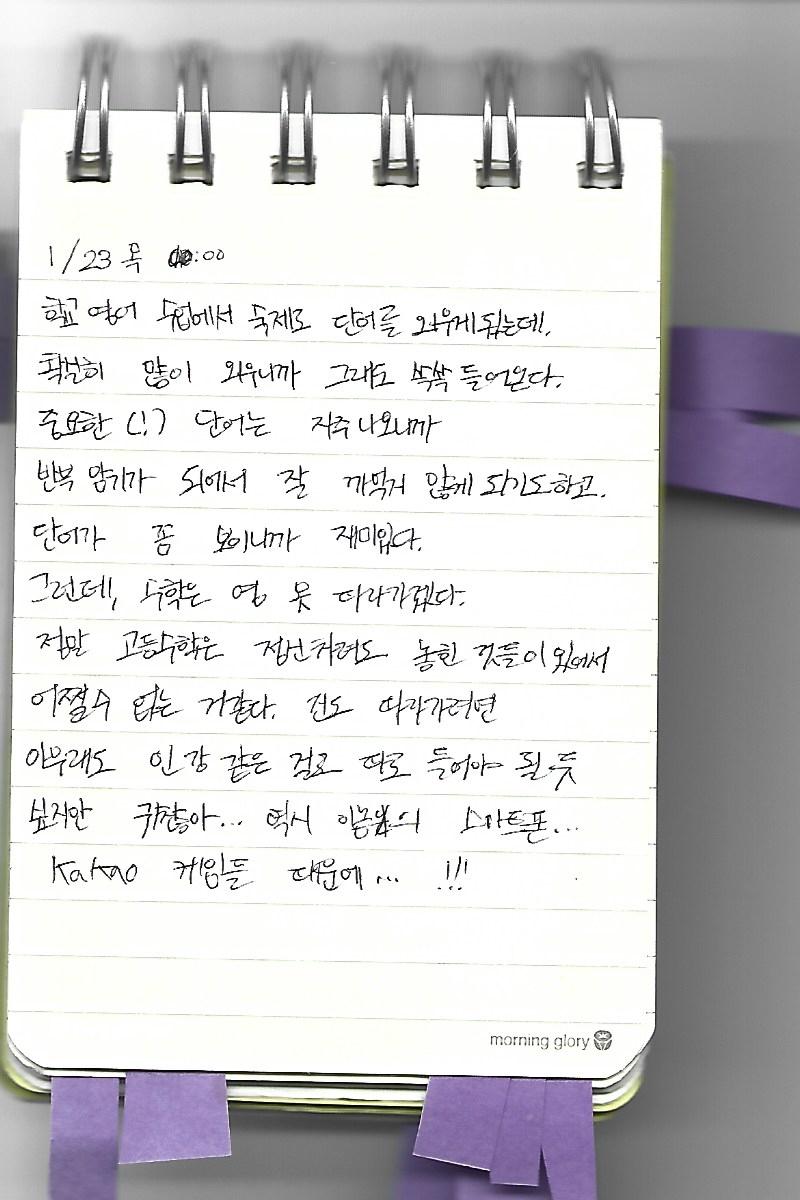 1/23 목 :00
학교 영어 수업에서 숙제로 단어를 외우게됬는데,
확실히 많이 외우니까 그래도 쏙쏙 들어온다.
중요한(!?) 단어는 자주 나오니까
반복 암기가 되어서 잘 까먹지 않게 되기도하고,
단어가 좀 보이니까 재미있다.
그런데!, 수학은 영 못 따라가겠다.
정말 고등수학은 정신차려도 놓힌 것들이 있어서
어쩔수 없는 거같다. 진도 따라가려면
아무래도 인강 같은 걸로 따로 들어야 될 듯
싶지만 귀찮아... 역시 스마트폰...
Kakao 게임들 때문에... !!!
morning glory